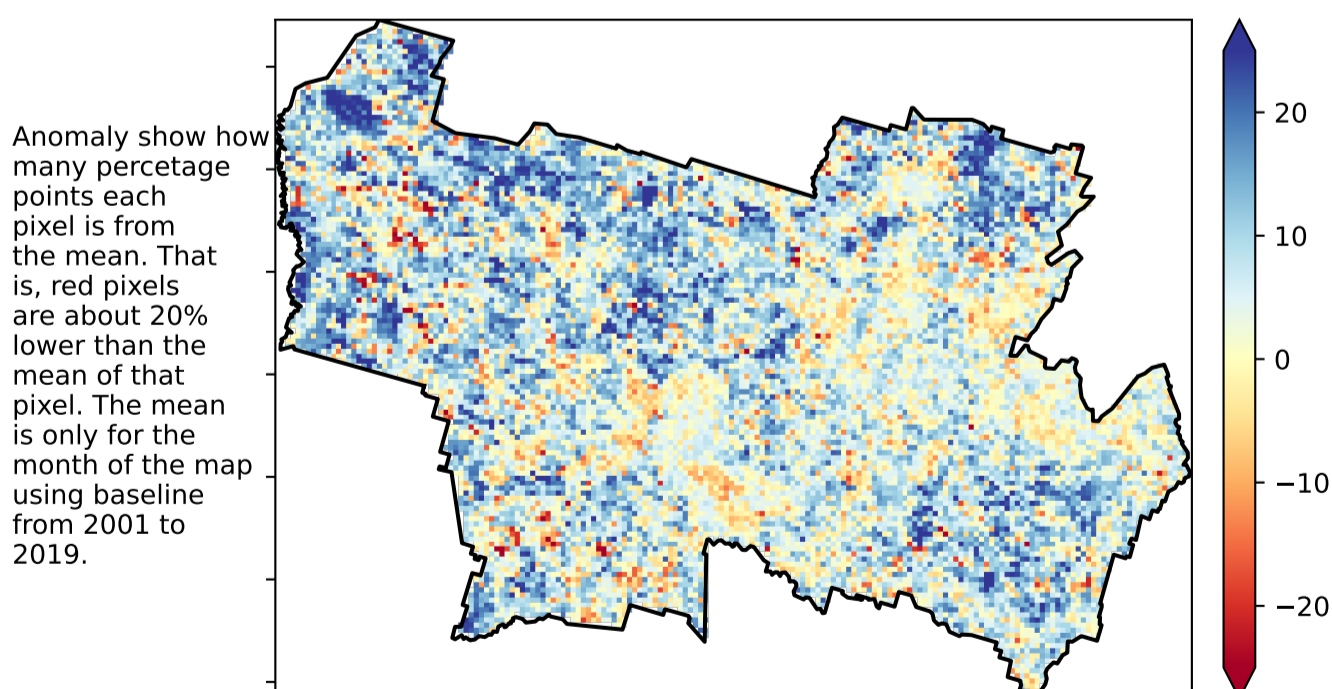 Anomaly show how
many percetage
points each
pixel is from
the mean. That
is, red pixels
are about 20%
lower than the
mean of that
pixel. The mean
is only for the
month of the map
using baseline
from 2001 to
2019.
20
10
0
−10
−20